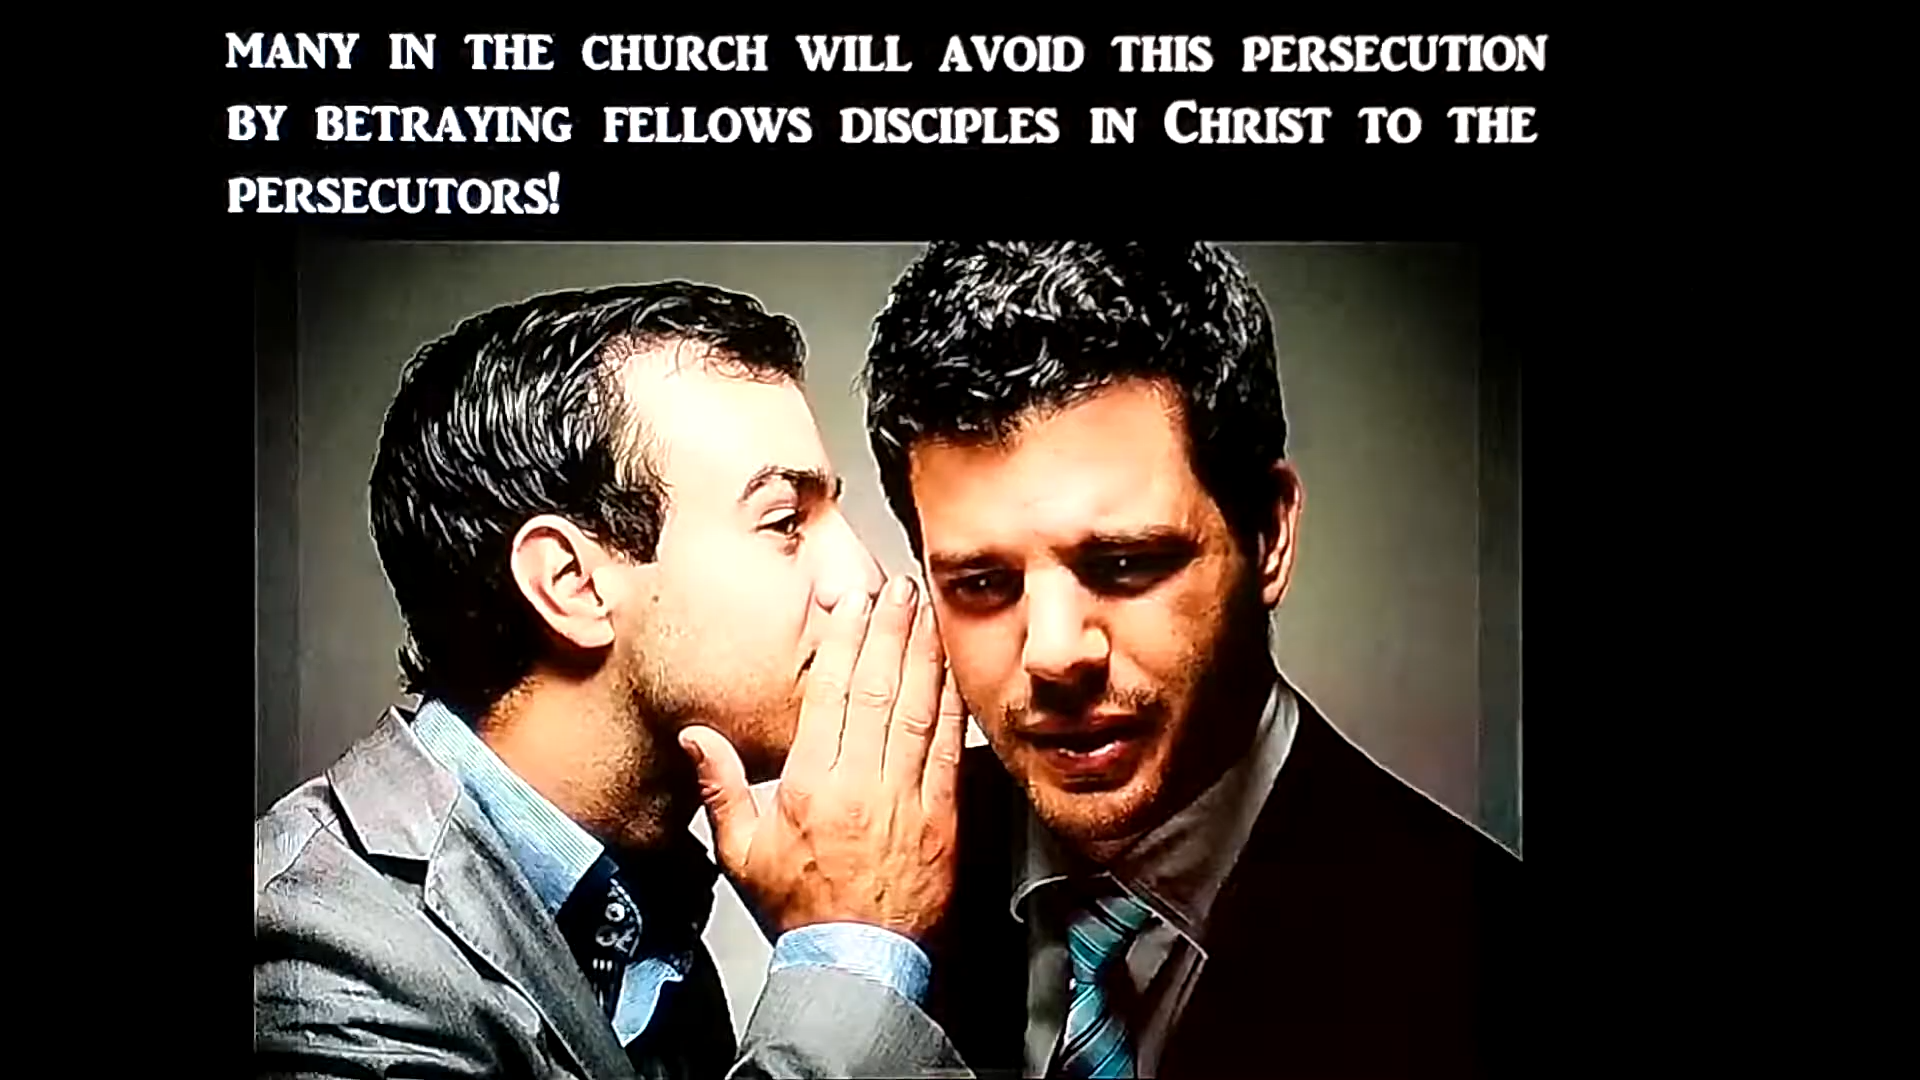 MANY IN THE CHURCH WILL AVOID THIS PERSECUTION
BY BETRAYING FELLOWS DISCIPLES IN CHRIST TO THE
PERSECUTORS!